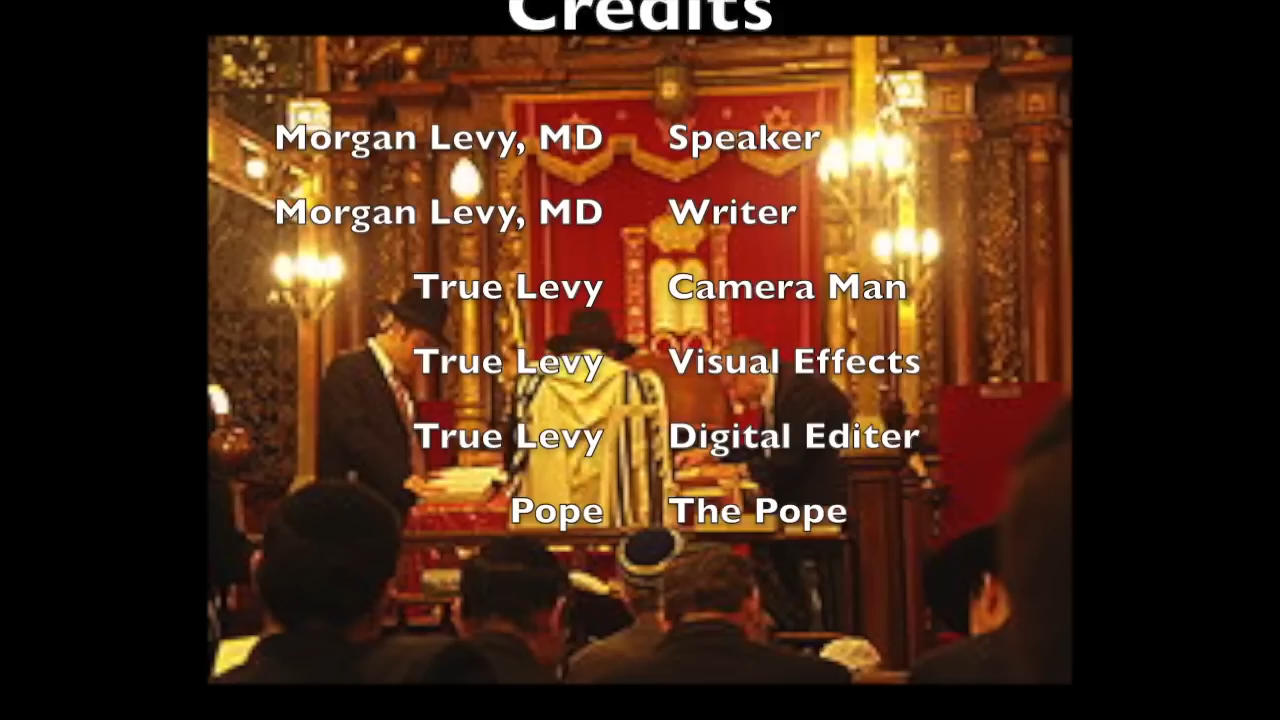 Credits
Morgan Levy, MD Speaker
Morgan Levy, MD Writer
True Levy Camera Man
True Levy Visual Effects
True Levy Digital Editer
Pope The Pope